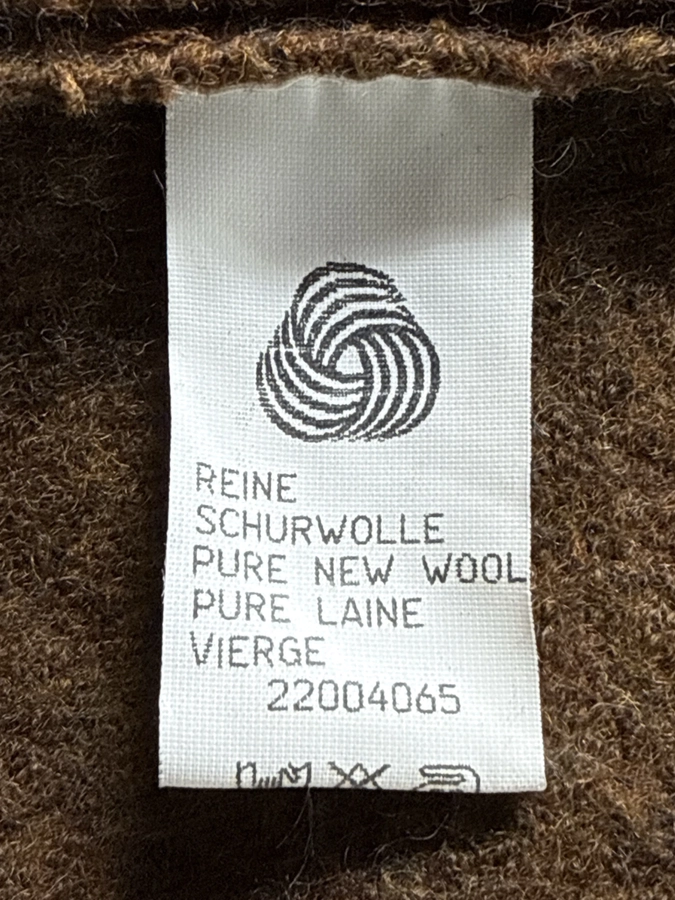 REINE
SCHURWOLLE
PURE NEW WOOL
PURE LAINE
VIERGE
22004065